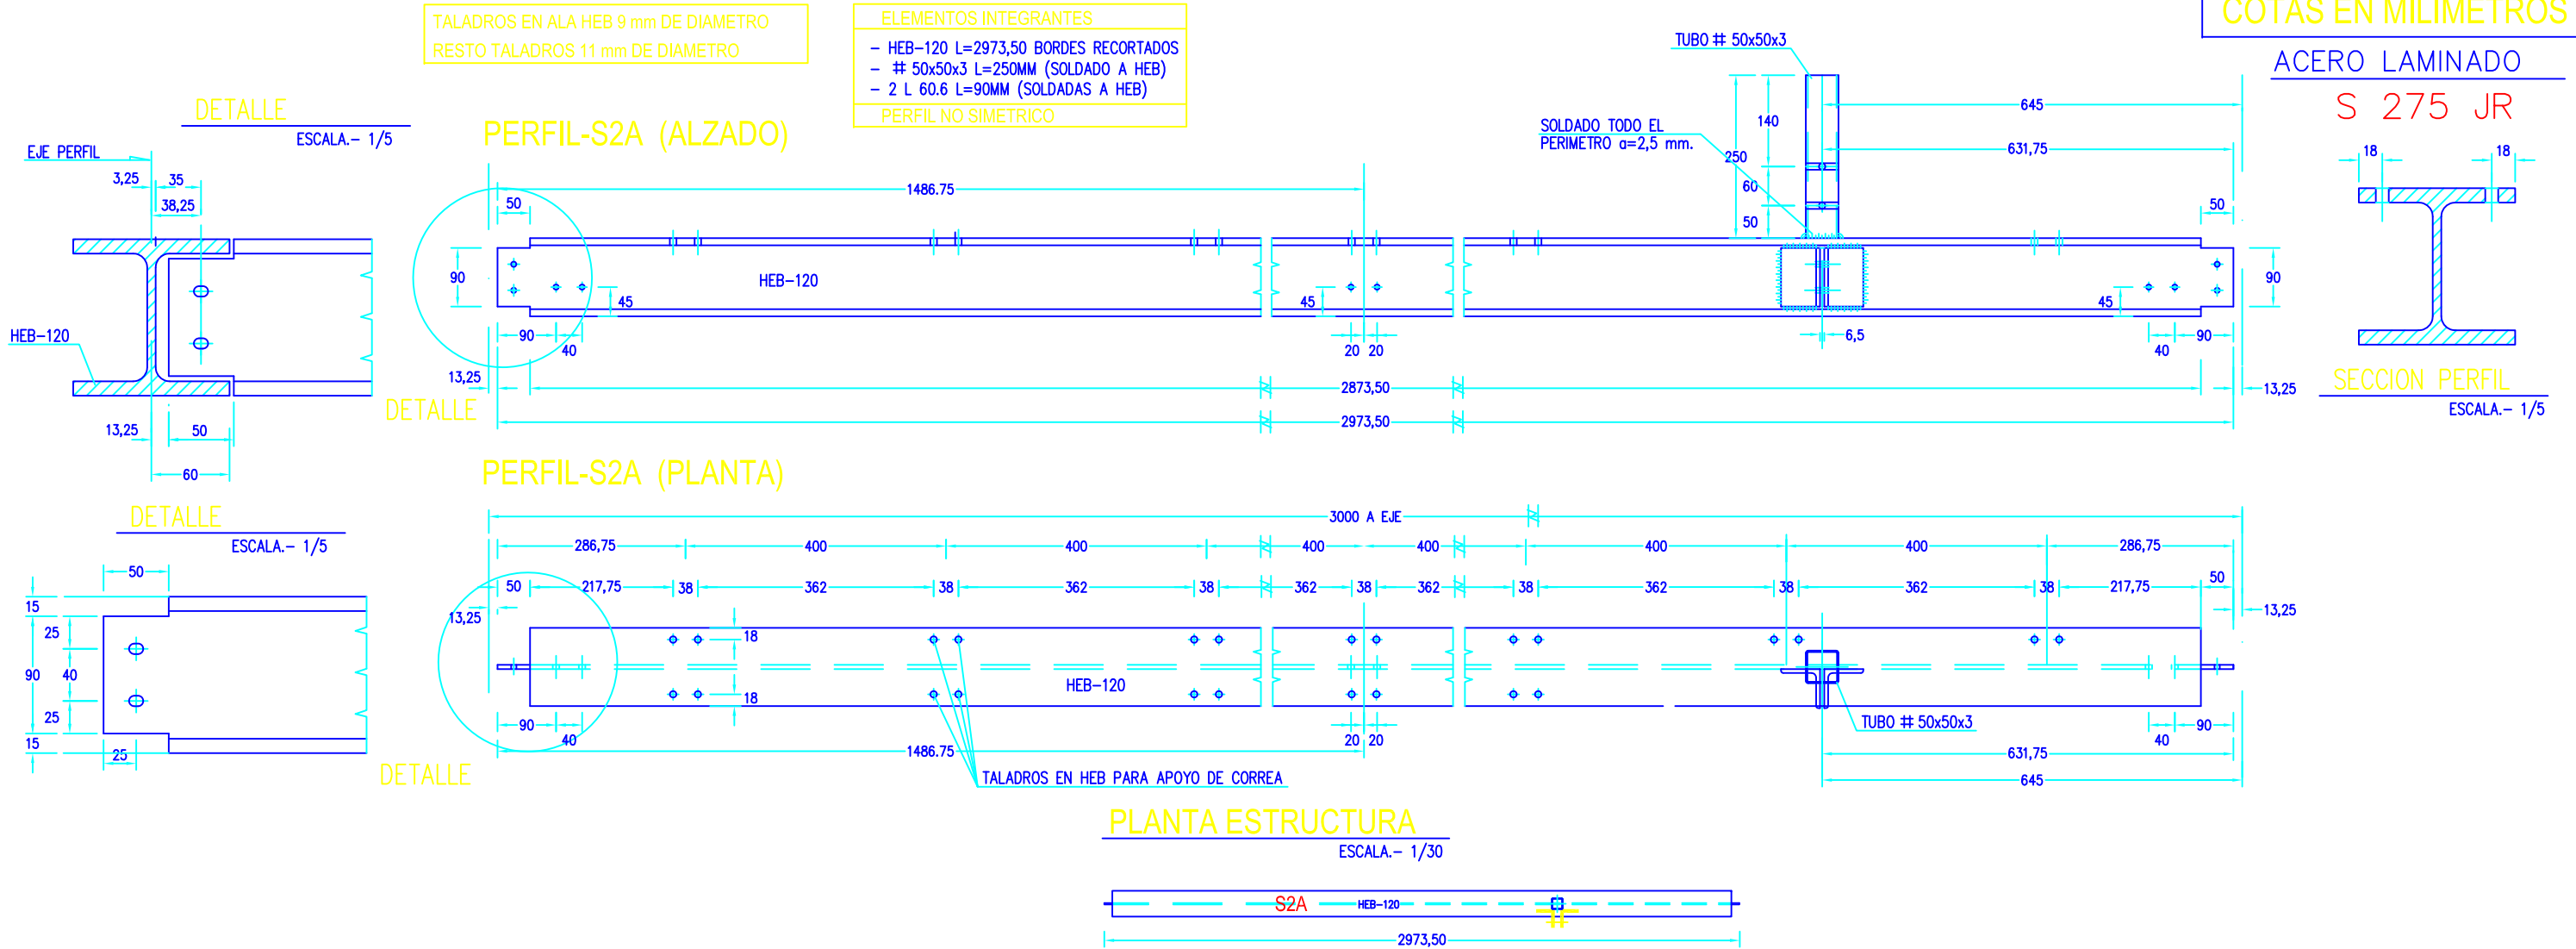 TALADROS EN ALA HEB 9 mm DE DIAMETRO
RESTO TALADROS 11 mm DE DIAMETRO
ELEMENTOS INTEGRANTES
- HEB-120 L=2973,50 BORDES RECORTADOS
- # 50x50x3 L=250MM (SOLDADO A HEB)
- 2 L 60.6 L=90MM (SOLDADAS A HEB)
PERFIL NO SIMETRICO
COTAS EN MILIMETROS
ACERO LAMINADO
S 275 JR
DETALLE
ESCALA.- 1/5
EJE PERFIL
3,25
35
38,25
HEB-120
13,25
50
60
PERFIL-S2A (ALZADO)
1486.75
50
90
HEB-120
45
90
40
13,25
DETALLE
45
20
20
2873,50
2973,50
TUBO # 50x50x3
SOLDADO TODO EL
PERIMETRO a=2,5 mm.
250
140
60
50
645
631,75
50
90
45
6,5
40
90
13,25
18
18
SECCION PERFIL
ESCALA.- 1/5
PERFIL-S2A (PLANTA)
3000 A EJE
286,75
400
400
400
400
400
400
286,75
50
217,75
38
362
38
362
38
362
38
362
38
362
38
362
38
217,75
50
13,25
13,25
18
18
HEB-120
90
40
1486.75
20
20
TALADROS EN HEB PARA APOYO DE CORREA
TUBO # 50x50x3
40
90
631,75
645
DETALLE
ESCALA.- 1/5
50
15
25
90
40
25
15
25
DETALLE
PLANTA ESTRUCTURA
ESCALA.- 1/30
S2A
HEB-120
2973,50